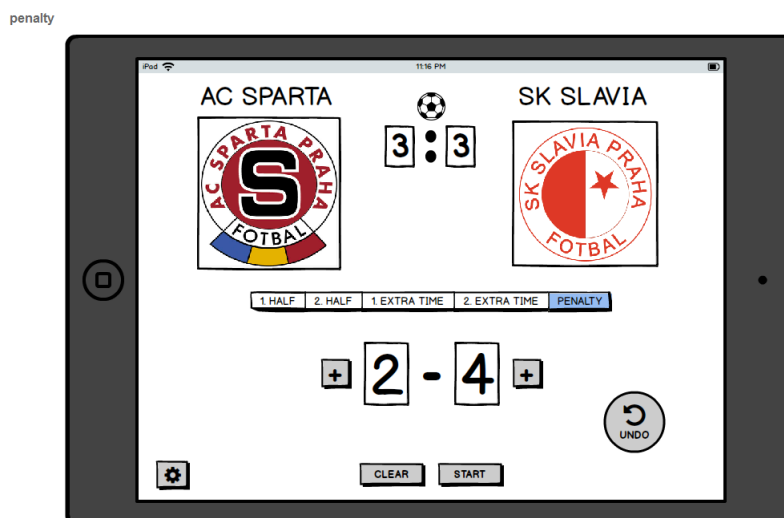 penalty
iPod 11:16 PM
AC SPARTA SK SLAVIA
3 : 3
AC SPARTA PRAHA
S
FOTBAL
SK SLAVIA PRAHA
FOTBAL
1. HALF 2. HALF 1. EXTRA TIME 2. EXTRA TIME PENALTY
+ 2 - 4 +
UNDO
CLEAR START